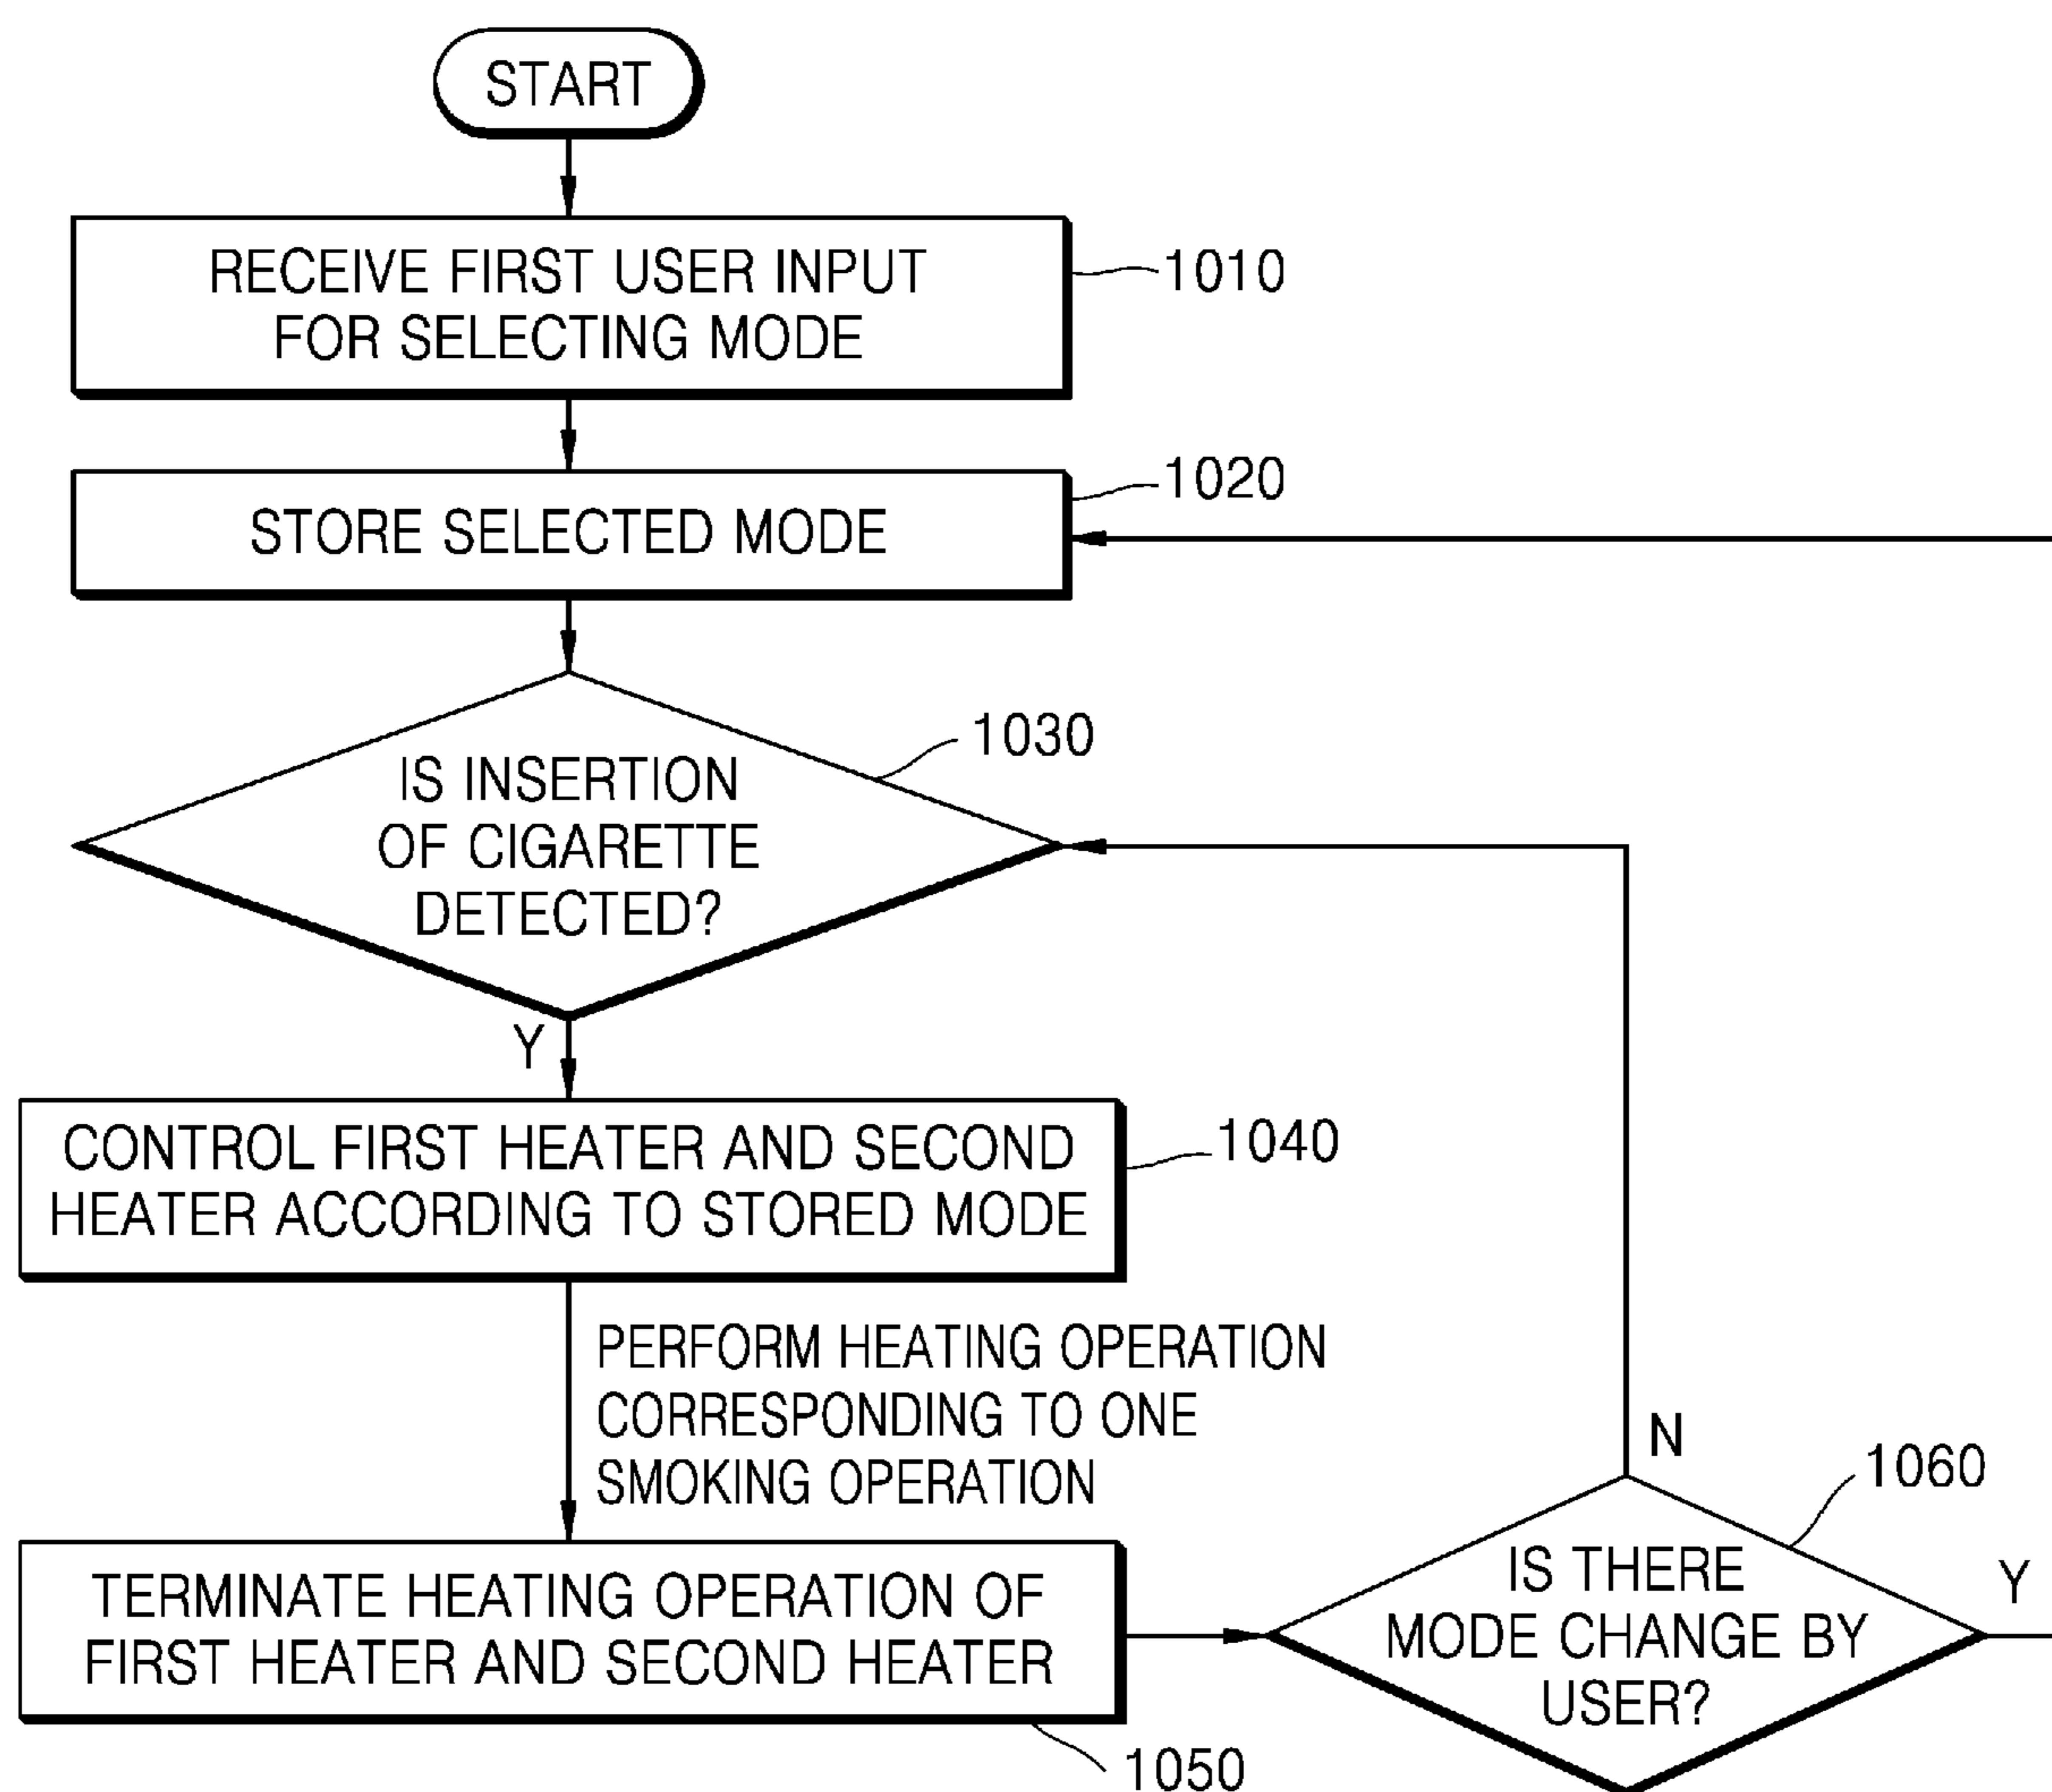 START
RECEIVE FIRST USER INPUT
FOR SELECTING MODE
1010
STORE SELECTED MODE
1020
IS INSERTION
OF CIGARETTE
DETECTED?
1030
Y
CONTROL FIRST HEATER AND SECOND
HEATER ACCORDING TO STORED MODE
1040
PERFORM HEATING OPERATION
CORRESPONDING TO ONE
SMOKING OPERATION
TERMINATE HEATING OPERATION OF
FIRST HEATER AND SECOND HEATER
1050
IS THERE
MODE CHANGE BY
USER?
1060
N
Y